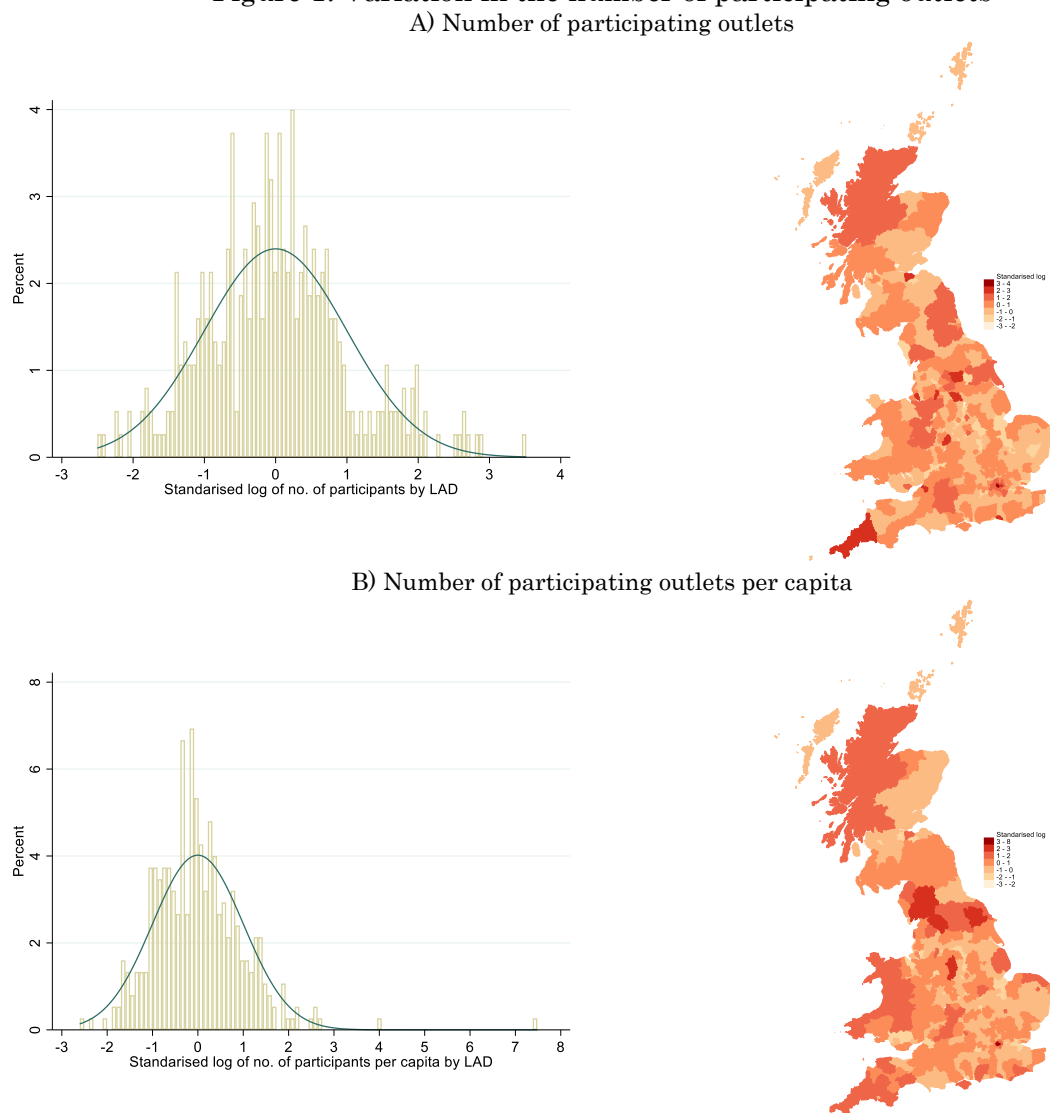 A) Number of participating outlets
4
3
2
1
0
Percent
-3 -2 -1 0 1 2 3 4
Standarised log of no. of participants by LAD
Standarised log
3 - 4
2 - 3
1 - 2
0 - 1
-1 - 0
-2 - -1
-3 - -2
B) Number of participating outlets per capita
8
6
4
2
0
Percent
-3 -2 -1 0 1 2 3 4 5 6 7 8
Standarised log of no. of participants per capita by LAD
Standarised log
3 - 8
2 - 3
1 - 2
0 - 1
-1 - 0
-2 - -1
-3 - -2